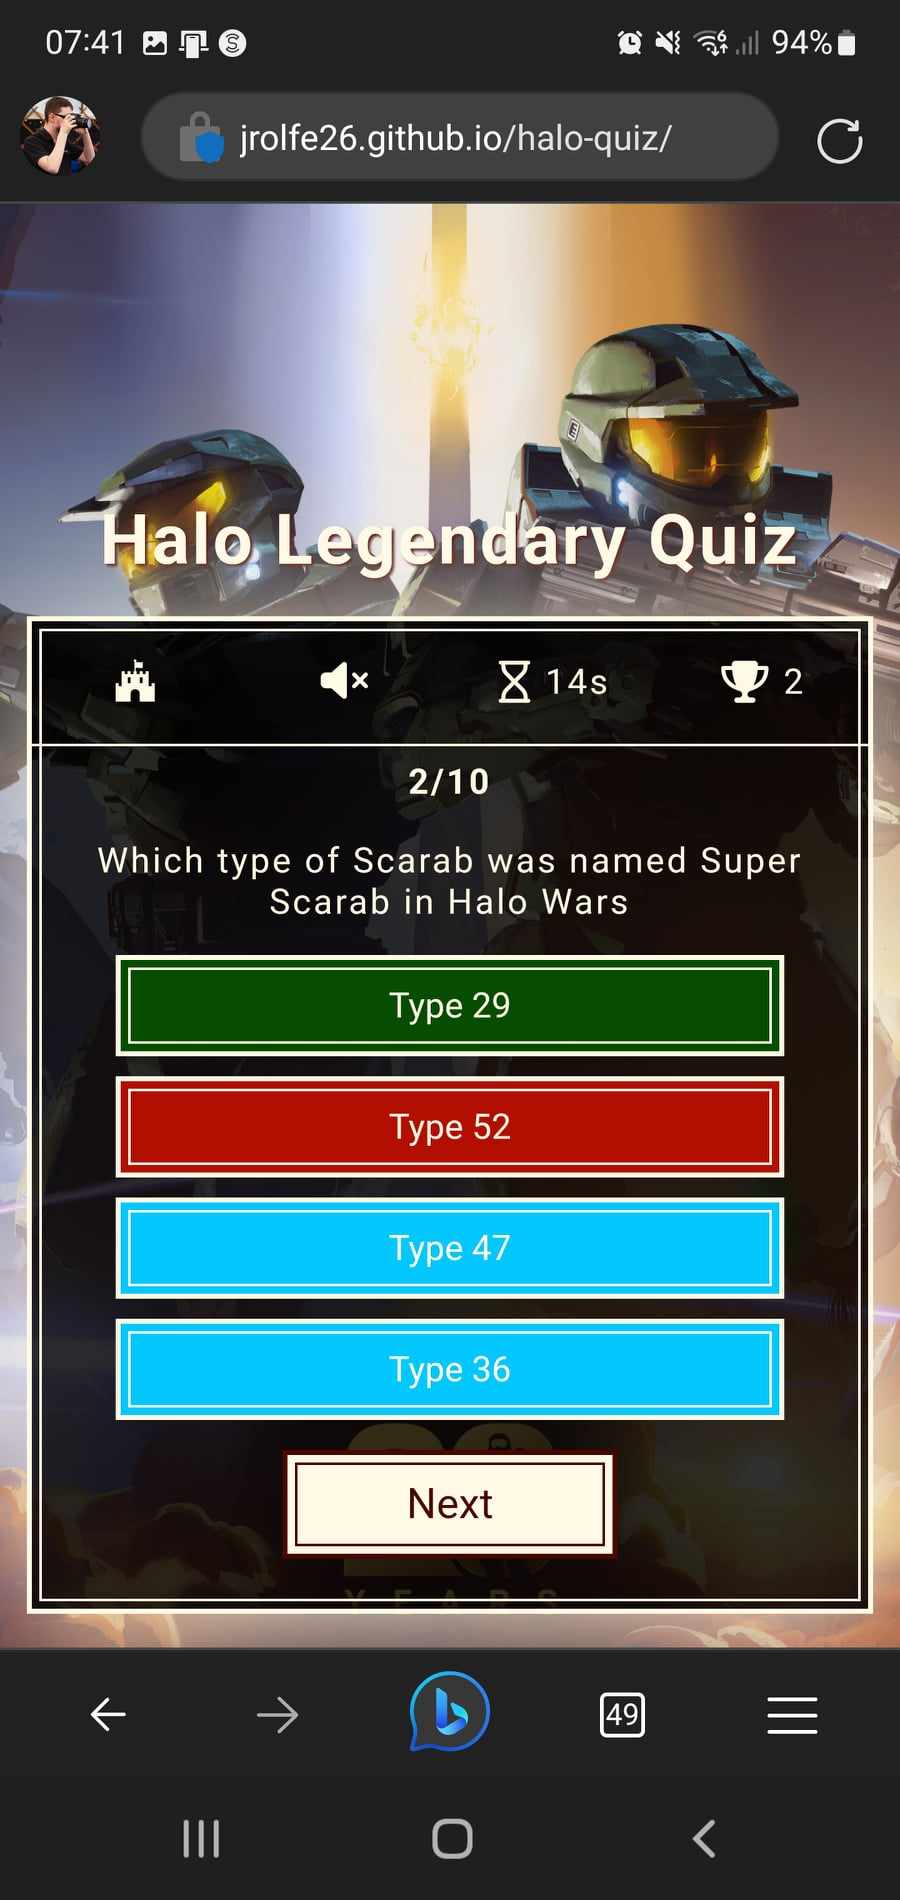 07:41
94%
jrolfe26.github.io/halo-quiz/
E
Halo Legendary Quiz
14s
2
2/10
Which type of Scarab was named Super
Scarab in Halo Wars
Type 29
Type 52
Type 47
Type 36
Next
YEARS
49